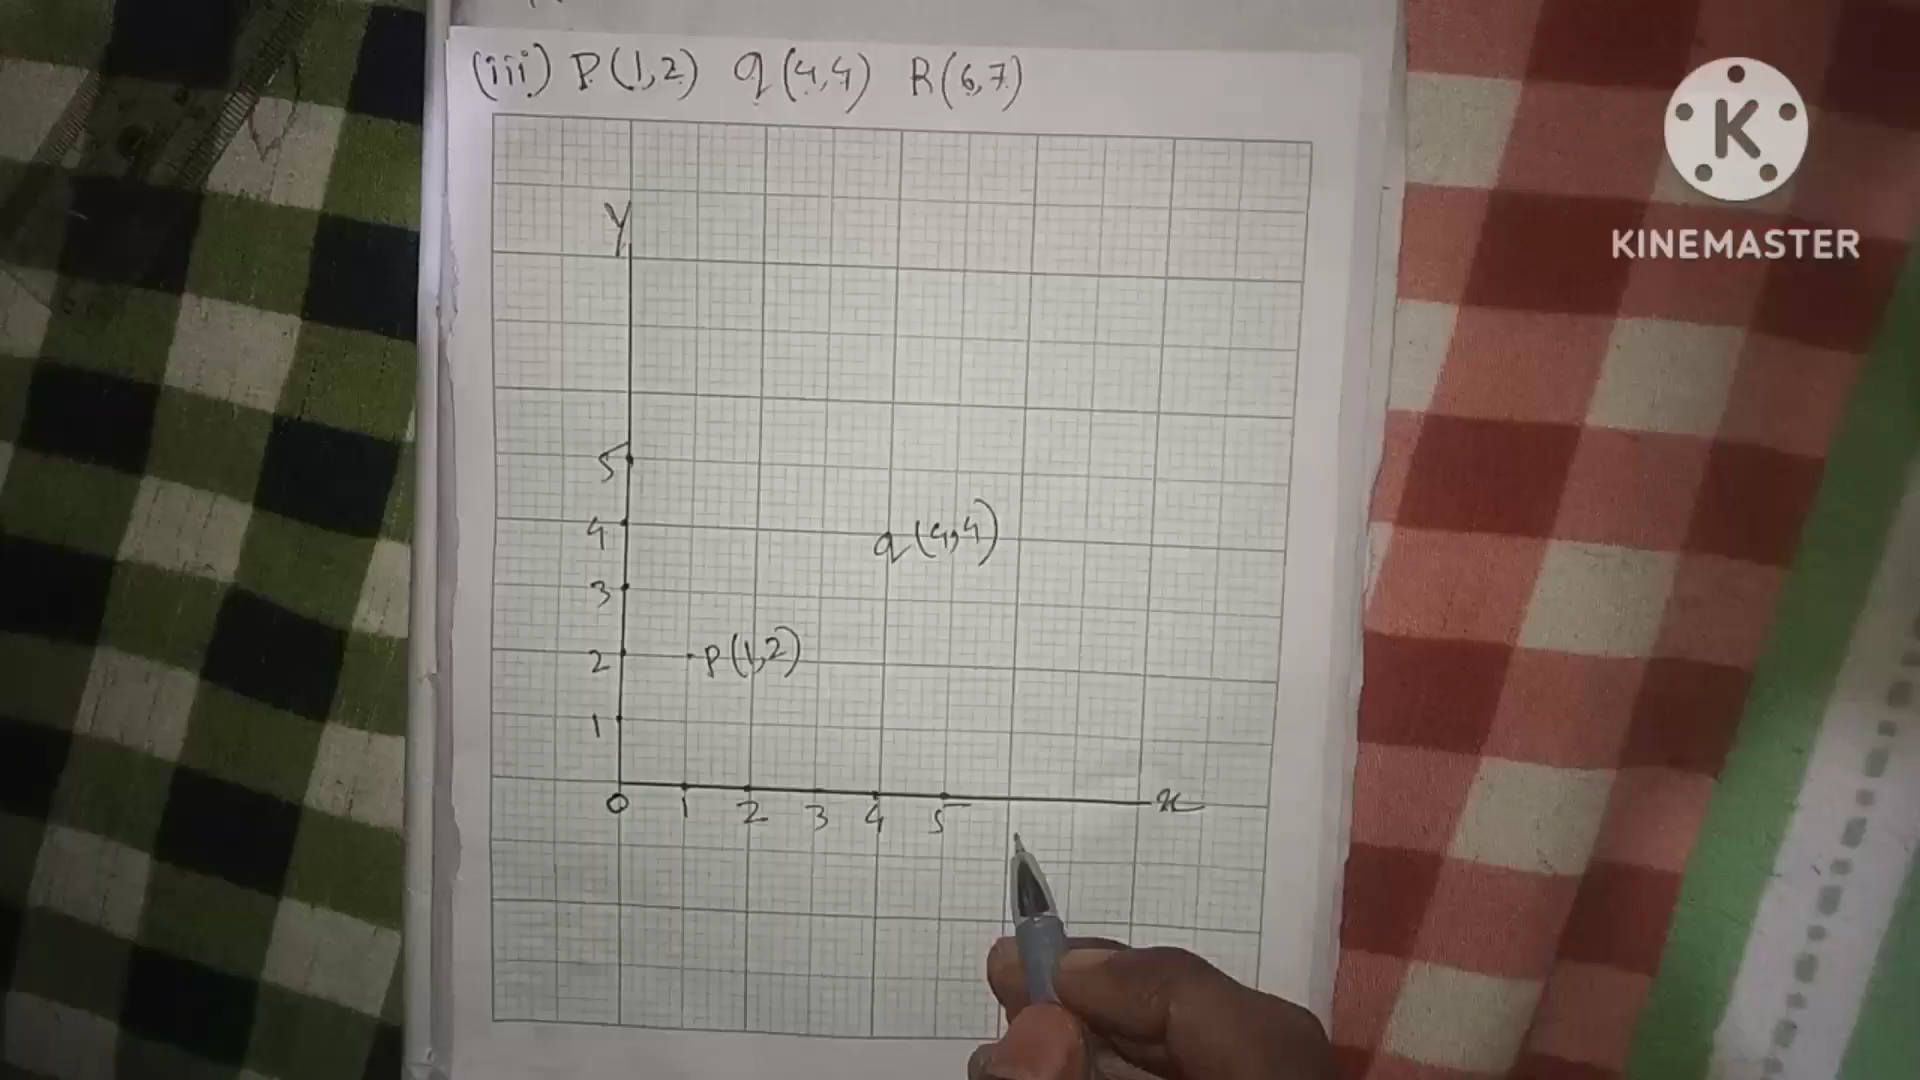 (iii) P(1,2) q(4,4) R(6,7)
K
KINEMASTER
Y
5
4
q(4,4)
3
2
P(1,2)
1
0 1 2 3 4 5 x